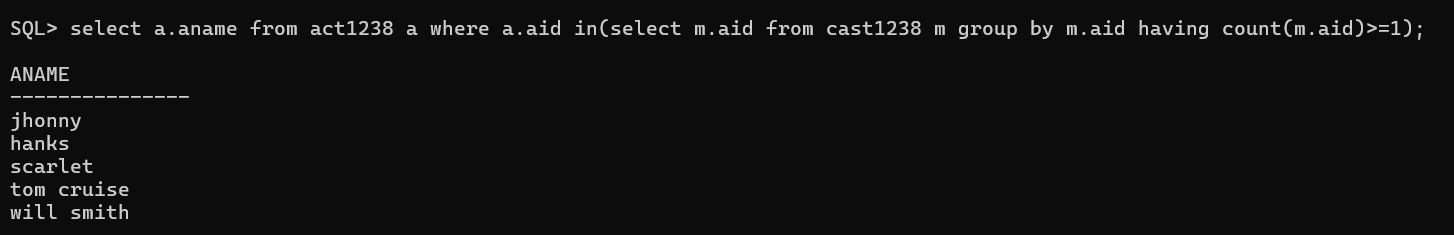 SQL> select a.aname from act1238 a where a.aid in(select m.aid from cast1238 m group by m.aid having count(m.aid)>=1);
ANAME
---------------
jhonny
hanks
scarlet
tom cruise
will smith